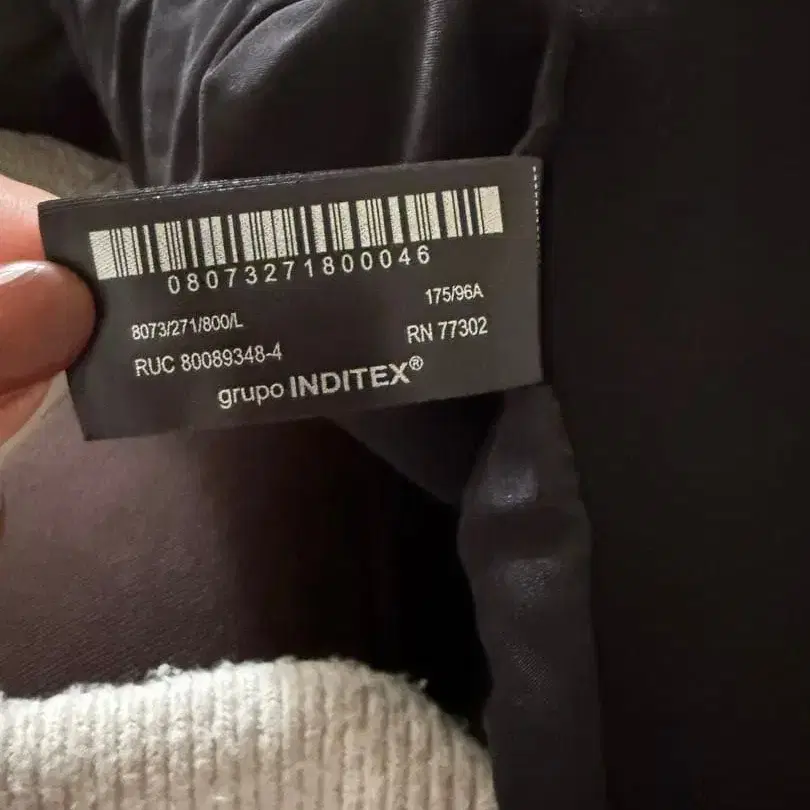 08073271800046
175/96A
8073/271/800/L
RN 77302
RUC 80089348-4
grupo INDITEX®